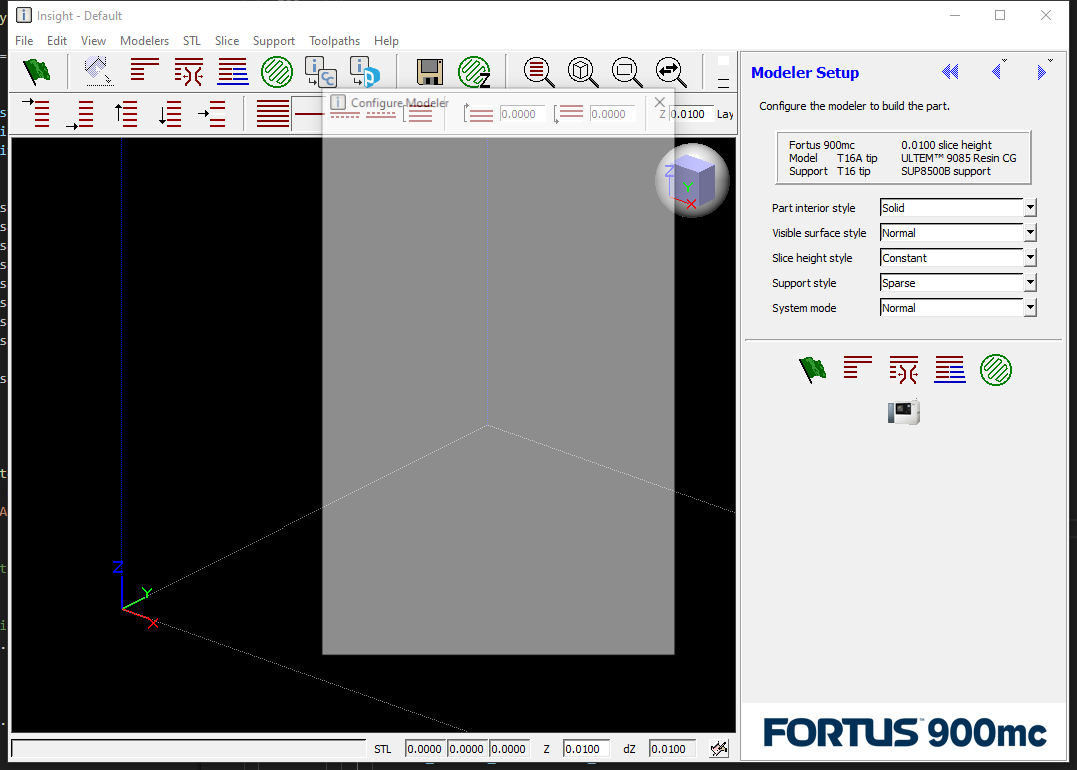 Insight - Default
File Edit View Modelers STL Slice Support Toolpaths Help
Configure Modeler
0.0000 0.0000 Z 0.0100 Lay
Z
Y
X
Z
Y
X
STL 0.0000 0.0000 0.0000 Z 0.0100 dZ 0.0100
Modeler Setup
Configure the modeler to build the part.
Fortus 900mc 0.0100 slice height
Model T16A tip ULTEM™ 9085 Resin CG
Support T16 tip SUP8500B support
Part interior style Solid
Visible surface style Normal
Slice height style Constant
Support style Sparse
System mode Normal
FORTUS™ 900mc